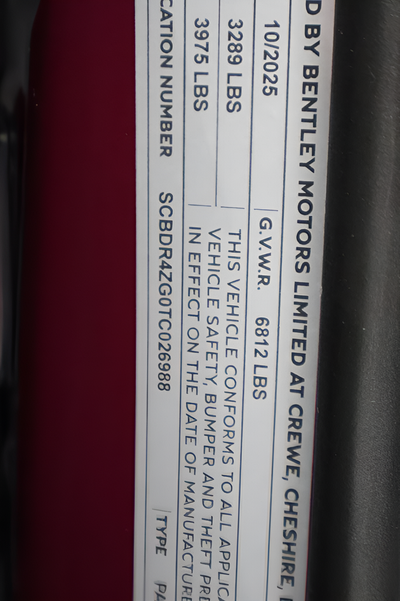 D BY BENTLEY MOTORS LIMITED AT CREWE, CHESHIRE,
10/2025 G.V.W.R. 6812 LBS
3289 LBS THIS VEHICLE CONFORMS TO ALL APPLICA
3975 LBS VEHICLE SAFETY, BUMPER AND THEFT PRE
IN EFFECT ON THE DATE OF MANUFACTURE
CATION NUMBER SCBDR4ZG0TC026988 TYPE PA